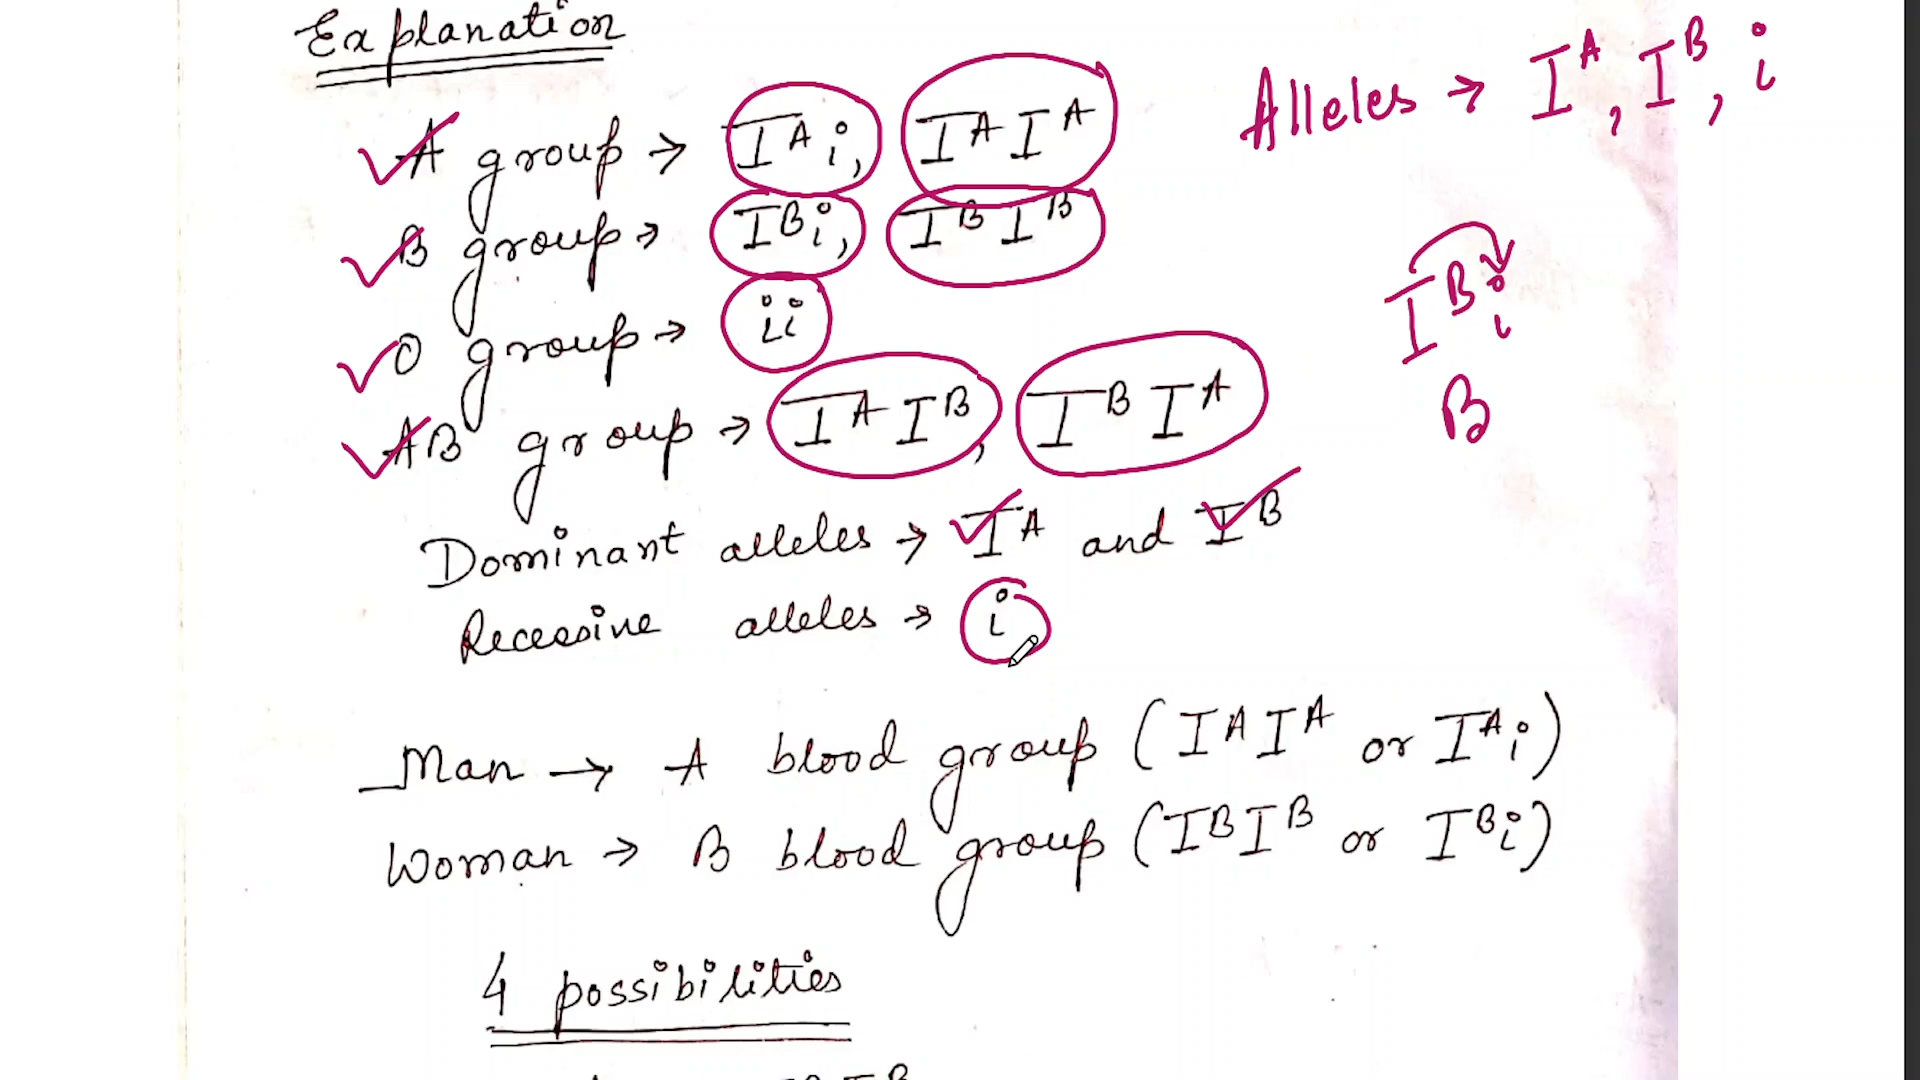 Explanation
Alleles → Iᴬ, Iᴮ, i
A group → Iᴬi, IᴬIᴬ
B group → Iᴮi, IᴮIᴮ
Iᴮi
B
O group → ii
AB group → IᴬIᴮ, IᴮIᴬ
Dominant alleles → Iᴬ and Iᴮ
Recessive alleles → i
Man → A blood group (IᴬIᴬ or Iᴬi)
Woman → B blood group (IᴮIᴮ or Iᴮi)
4 possibilities